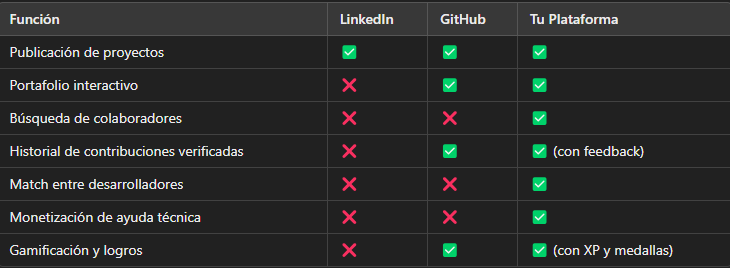 Función LinkedIn GitHub Tu Plataforma
Publicación de proyectos ✅ ✅ ✅
Portafolio interactivo ❌ ✅ ✅
Búsqueda de colaboradores ❌ ❌ ✅
Historial de contribuciones verificadas ❌ ✅ ✅ (con feedback)
Match entre desarrolladores ❌ ❌ ✅
Monetización de ayuda técnica ❌ ❌ ✅
Gamificación y logros ❌ ✅ ✅ (con XP y medallas)